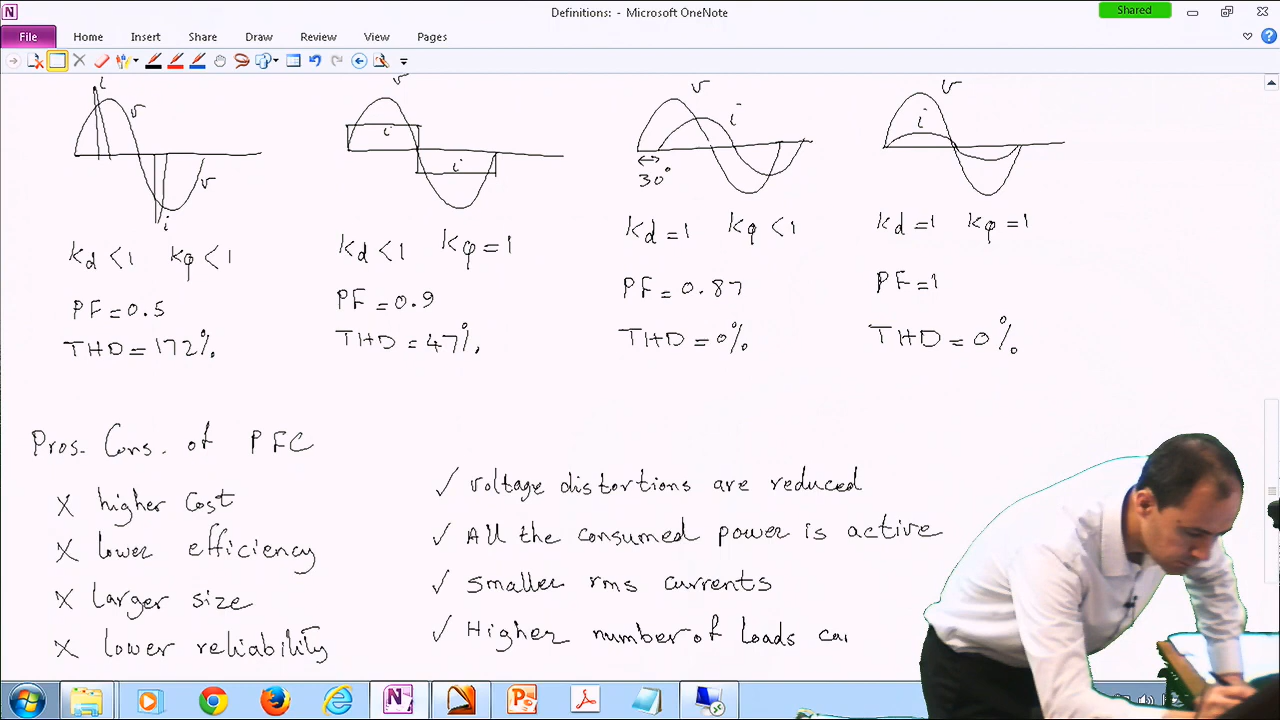 Definitions: - Microsoft OneNote
Shared
File Home Insert Share Draw Review View Pages
i v v i
v i i
v i 30°
v i
kd < 1 kφ < 1
PF = 0.5
THD = 172%
kd < 1 kφ = 1
PF = 0.9
THD = 47%
kd = 1 kφ < 1
PF = 0.87
THD = 0%
kd = 1 kφ = 1
PF = 1
THD = 0%
Pros. Cons. of PFC
X higher cost
X lower efficiency
X larger size
X lower reliability
✓ voltage distortions are reduced
✓ All the consumed power is active
✓ Smaller rms currents
✓ Higher number of loads ca